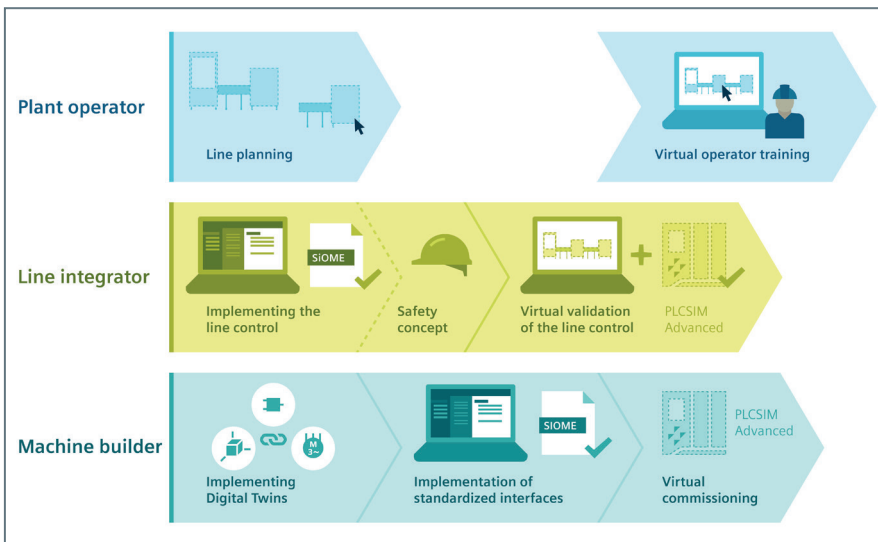 Plant operator
Line planning
Virtual operator training
Line integrator
SiOME
Implementing the
line control
Safety
concept
Virtual validation
of the line control
PLCSIM
Advanced
Machine builder
M
3~
Implementing
Digital Twins
SIOME
Implementation of
standardized interfaces
PLCSIM
Advanced
Virtual
commissioning